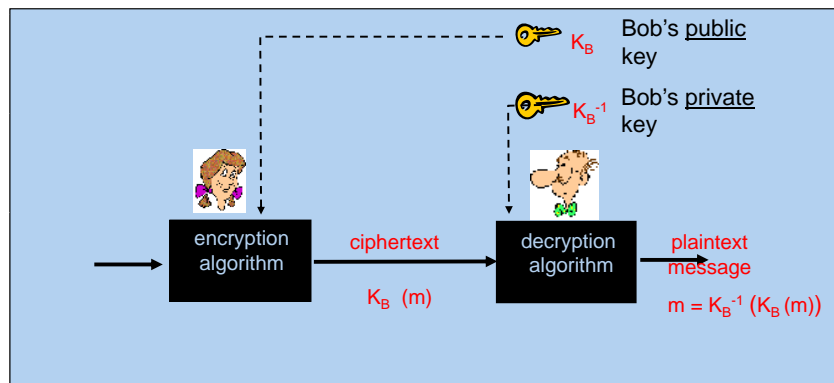 K_B Bob's public
key
K_B^-1 Bob's private
key
encryption
algorithm
ciphertext
K_B (m)
decryption
algorithm
plaintext
message
m = K_B^-1 (K_B (m))